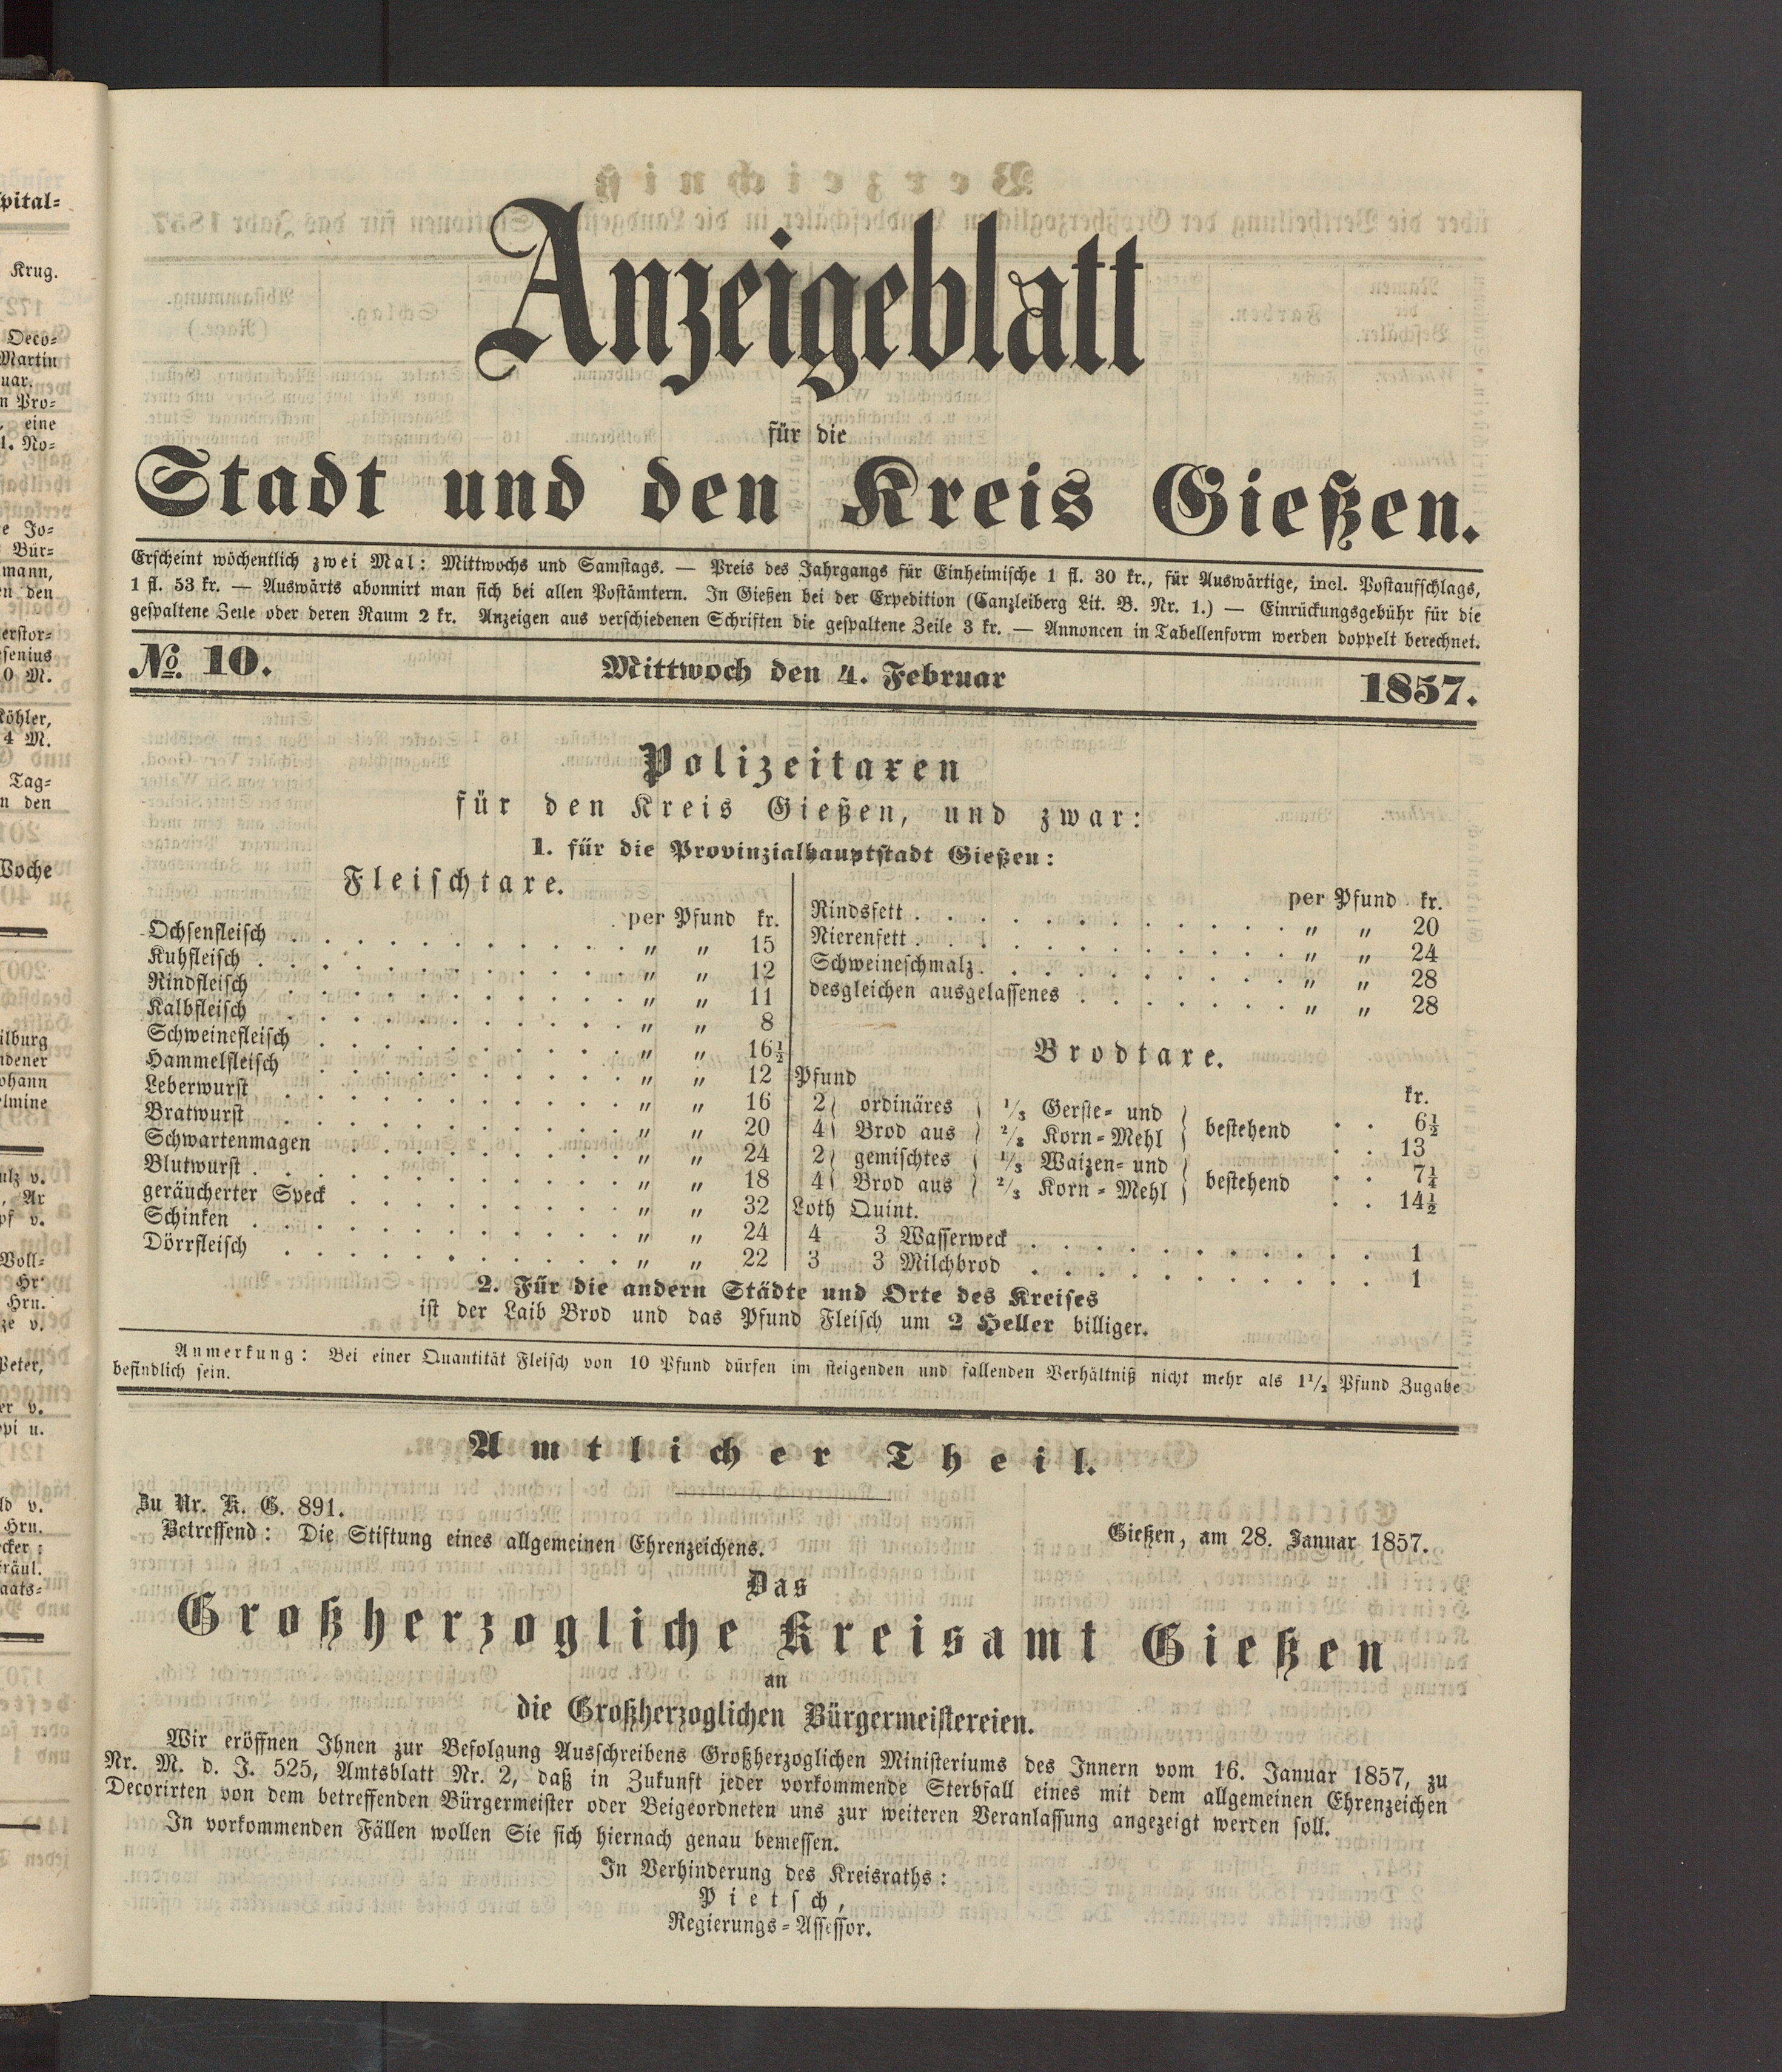 Anzeigeblatt
für die
Stadt und den Kreis Gießen.
Erscheint wöchentlich zwei Mal: Mittwochs und Samstags. — Preis des Jahrgangs für Einheimische 1 fl. 30 kr., für Auswärtige, incl. Postaufschlags,
1 fl. 53 kr. — Auswärts abonnirt man sich bei allen Postämtern. In Gießen bei der Expedition (Canzleiberg Lit. B. Nr. 1.) — Einrückungsgebühr für die
gespaltene Zeile oder deren Raum 2 kr. Anzeigen aus verschiedenen Schriften die gespaltene Zeile 3 kr. — Annoncen in Tabellenform werden doppelt berechnet.
No. 10. Mittwoch den 4. Februar 1857.
Polizeitaxen
für den Kreis Gießen, und zwar:
1. für die Provinzialhauptstadt Gießen:
Fleischtaxe.
per Pfund kr.
Ochsenfleisch . . . . . . . . . . . „ „ 15
Kuhfleisch . . . . . . . . . . . . „ „ 12
Rindfleisch . . . . . . . . . . . „ „ 11
Kalbfleisch . . . . . . . . . . . „ „ 8
Schweinefleisch . . . . . . . . . . „ „ 16½
Hammelfleisch . . . . . . . . . . „ „ 12
Leberwurst . . . . . . . . . . . „ „ 16
Bratwurst . . . . . . . . . . . „ „ 20
Schwartenmagen . . . . . . . . . . „ „ 24
Blutwurst . . . . . . . . . . . . „ „ 18
geräucherter Speck . . . . . . . . . „ „ 32
Schinken . . . . . . . . . . . . „ „ 24
Dörrfleisch . . . . . . . . . . . „ „ 22
per Pfund kr.
Rindsfett . . . . . . . . . . . . „ „ 20
Nierenfett . . . . . . . . . . . . „ „ 24
Schweineschmalz . . . . . . . . . . „ „ 28
desgleichen ausgelassenes . . . . . . . „ „ 28
Brodtaxe.
Pfund kr.
2 } ordinäres { 1/3 Gerste= und } bestehend . . 6½
4 } Brod aus { 2/3 Korn=Mehl } . . 13
2 } gemischtes { 1/3 Waizen= und } bestehend . . 7¼
4 } Brod aus { 2/3 Korn=Mehl } . . 14½
Loth Quint.
4 3 Wasserweck . . . . . . . . . . . 1
3 3 Milchbrod . . . . . . . . . . . 1
2. Für die andern Städte und Orte des Kreises
ist der Laib Brod und das Pfund Fleisch um 2 Heller billiger.
Anmerkung: Bei einer Quantität Fleisch von 10 Pfund dürfen im steigenden und fallenden Verhältniß nicht mehr als 1½ Pfund Zugabe
befindlich sein.
Amtlicher Theil.
Zu Nr. K. G. 891.
Betreffend: Die Stiftung eines allgemeinen Ehrenzeichens. Gießen, am 28. Januar 1857.
Das
Großherzogliche Kreisamt Gießen
an
die Großherzoglichen Bürgermeistereien.
Wir eröffnen Ihnen zur Befolgung Ausschreibens Großherzoglichen Ministeriums des Innern vom 16. Januar 1857, zu
Nr. M. d. J. 525, Amtsblatt Nr. 2, daß in Zukunft jeder vorkommende Sterbfall eines mit dem allgemeinen Ehrenzeichen
Decorirten von dem betreffenden Bürgermeister oder Beigeordneten uns zur weiteren Veranlassung angezeigt werden soll.
In vorkommenden Fällen wollen Sie sich hiernach genau bemessen.
In Verhinderung des Kreisraths:
Pietsch,
Regierungs=Assessor.